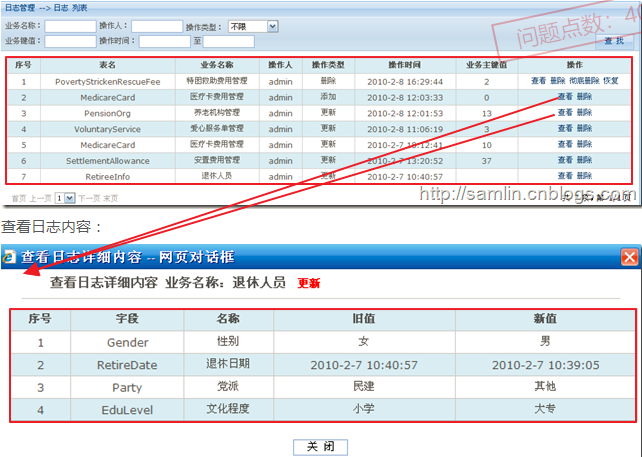 日志管理 --> 日志 列表
业务名称： 操作人： 操作类型： 不限
问题点数：40
业务键值： 操作时间： 至 查 找
序号 表名 业务名称 操作人 操作类型 操作时间 业务主键值 操作
1 PovertyStrickenRescueFee 特困救助费用管理 admin 删除 2010-2-8 16:29:44 2 查看 删除 彻底删除 恢复
2 MedicareCard 医疗卡费用管理 admin 添加 2010-2-8 12:03:33 0 查看 删除
3 PensionOrg 养老机构管理 admin 更新 2010-2-8 12:01:53 13 查看 删除
4 VoluntaryService 爱心服务单管理 admin 更新 2010-2-8 11:06:19 3 查看 删除
5 MedicareCard 医疗卡费用管理 admin 更新 2010-2-7 18:12:41 10 查看 删除
6 SettlementAllowance 安置费用管理 admin 更新 2010-2-7 13:20:52 37 查看 删除
7 RetireeInfo 退休人员 admin 更新 2010-2-7 10:40:57 查看 删除
http://samlin.cnblogs.com
首页 上一页 1 下一页 末页
查看日志内容：
查看日志详细内容 -- 网页对话框
查看日志详细内容 业务名称：退休人员 更新
序号 字段 名称 旧值 新值
1 Gender 性别 女 男
2 RetireDate 退休日期 2010-2-7 10:40:57 2010-2-7 10:39:05
3 Party 党派 民建 其他
4 EduLevel 文化程度 小学 大专
关 闭